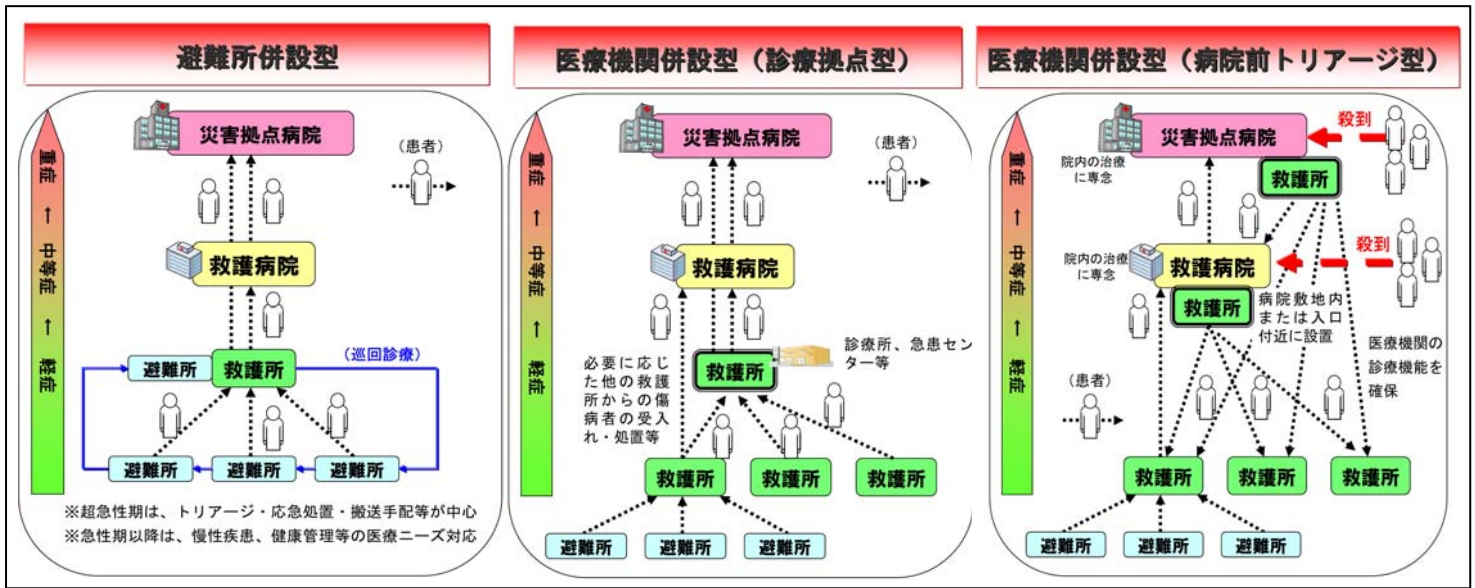 避難所併設型
重症 ← 中等症 ← 軽症
災害拠点病院
（患者）
救護病院
（巡回診療）
避難所
救護所
避難所
避難所
避難所
※超急性期は、トリアージ・応急処置・搬送手配等が中心
※急性期以降は、慢性疾患、健康管理等の医療ニーズ対応
医療機関併設型（診療拠点型）
重症 ← 中等症 ← 軽症
災害拠点病院
（患者）
救護病院
診療所、急患セン
ター等
救護所
必要に応じ
た他の救護
所からの傷
病者の受入
れ・処置等
救護所
救護所
救護所
避難所
避難所
避難所
医療機関併設型（病院前トリアージ型）
重症 ← 中等症 ← 軽症
災害拠点病院
殺到
院内の治療
に専念
救護所
殺到
院内の治療
に専念
救護病院
救護所
病院敷地内
または入口
付近に設置
医療機関の
診療機能を
確保
（患者）
救護所
救護所
救護所
避難所
避難所
避難所